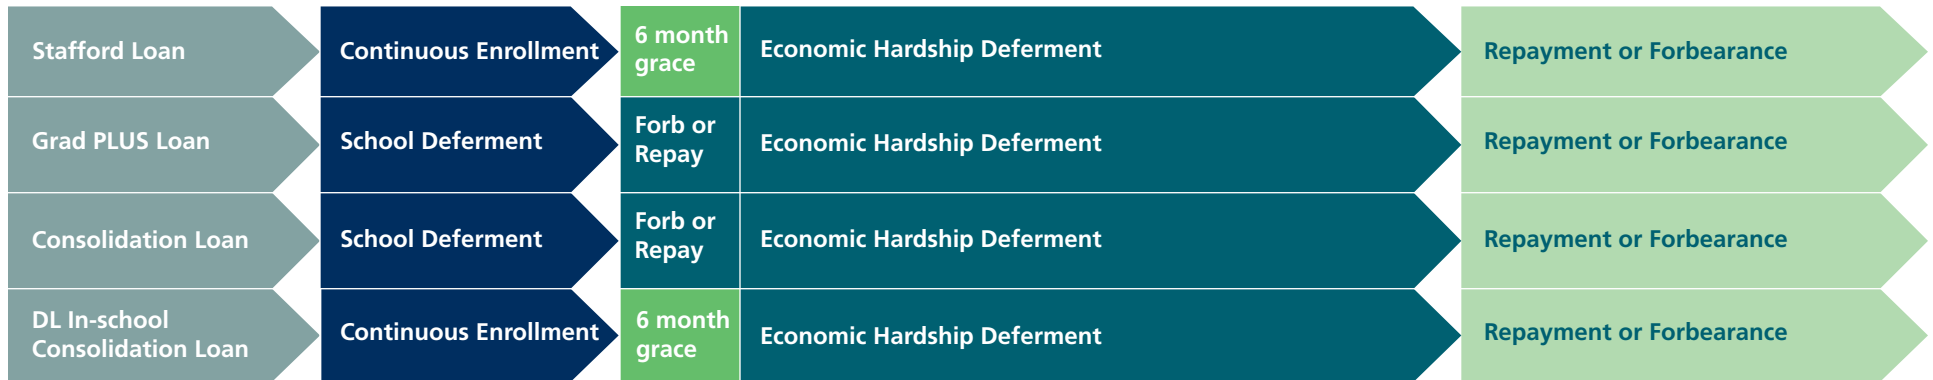 Stafford Loan
Continuous Enrollment
6 month
grace
Economic Hardship Deferment
Repayment or Forbearance
Grad PLUS Loan
School Deferment
Forb or
Repay
Economic Hardship Deferment
Repayment or Forbearance
Consolidation Loan
School Deferment
Forb or
Repay
Economic Hardship Deferment
Repayment or Forbearance
DL In-school
Consolidation Loan
Continuous Enrollment
6 month
grace
Economic Hardship Deferment
Repayment or Forbearance